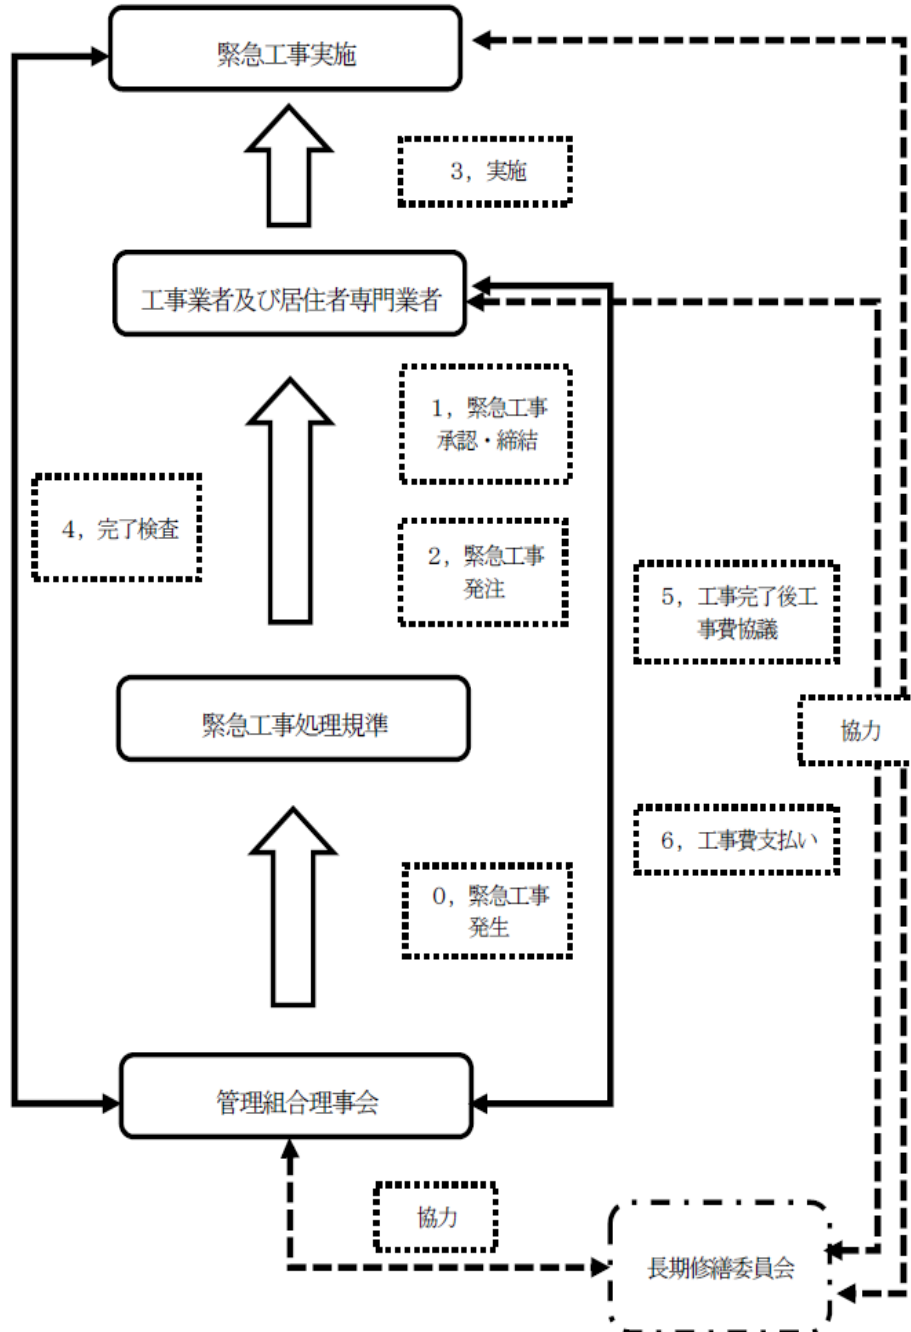 緊急工事実施
3，実施
工事業者及び居住者専門業者
1，緊急工事
承認・締結
4，完了検査
2，緊急工事
発注
5，工事完了後工
事費協議
緊急工事処理規準
協力
6，工事費支払い
0，緊急工事
発生
管理組合理事会
協力
長期修繕委員会